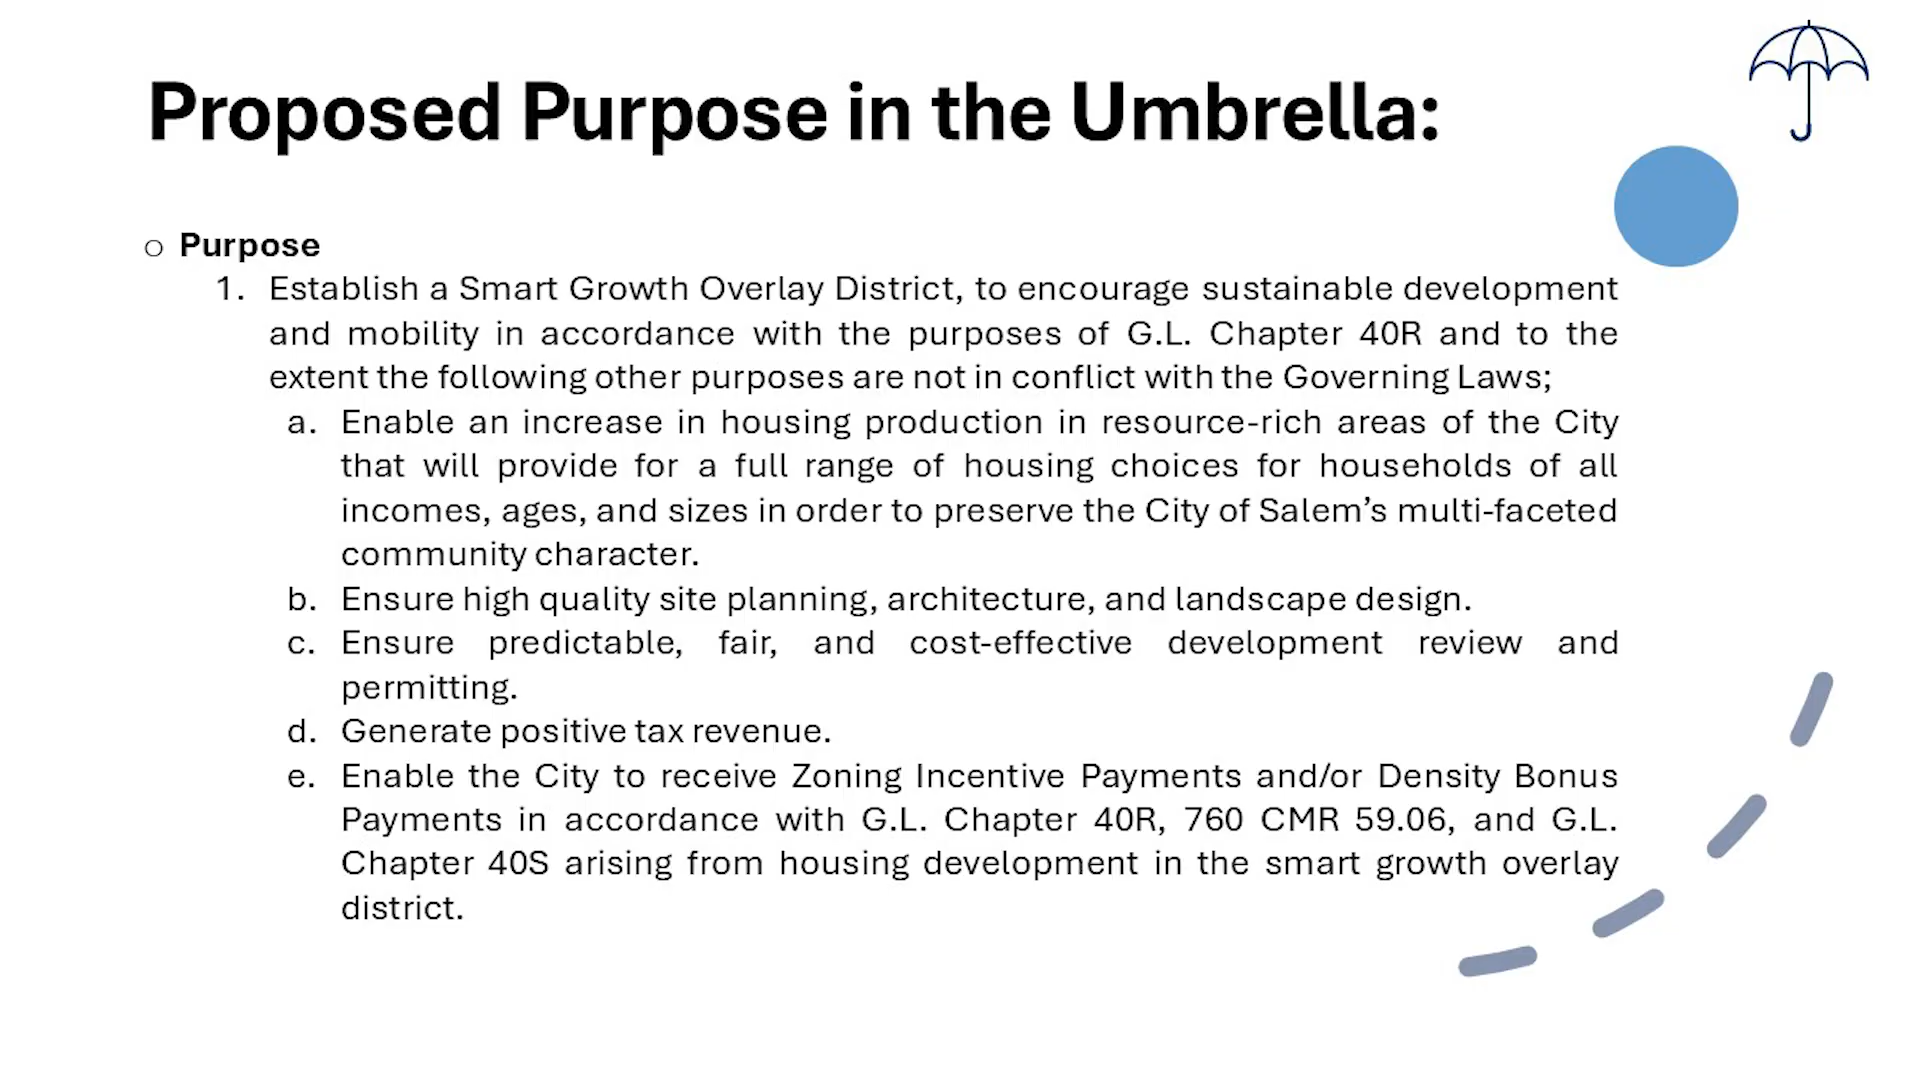 Proposed Purpose in the Umbrella:
o Purpose
1. Establish a Smart Growth Overlay District, to encourage sustainable development
and mobility in accordance with the purposes of G.L. Chapter 40R and to the
extent the following other purposes are not in conflict with the Governing Laws;
a. Enable an increase in housing production in resource-rich areas of the City
that will provide for a full range of housing choices for households of all
incomes, ages, and sizes in order to preserve the City of Salem’s multi-faceted
community character.
b. Ensure high quality site planning, architecture, and landscape design.
c. Ensure predictable, fair, and cost-effective development review and
permitting.
d. Generate positive tax revenue.
e. Enable the City to receive Zoning Incentive Payments and/or Density Bonus
Payments in accordance with G.L. Chapter 40R, 760 CMR 59.06, and G.L.
Chapter 40S arising from housing development in the smart growth overlay
district.